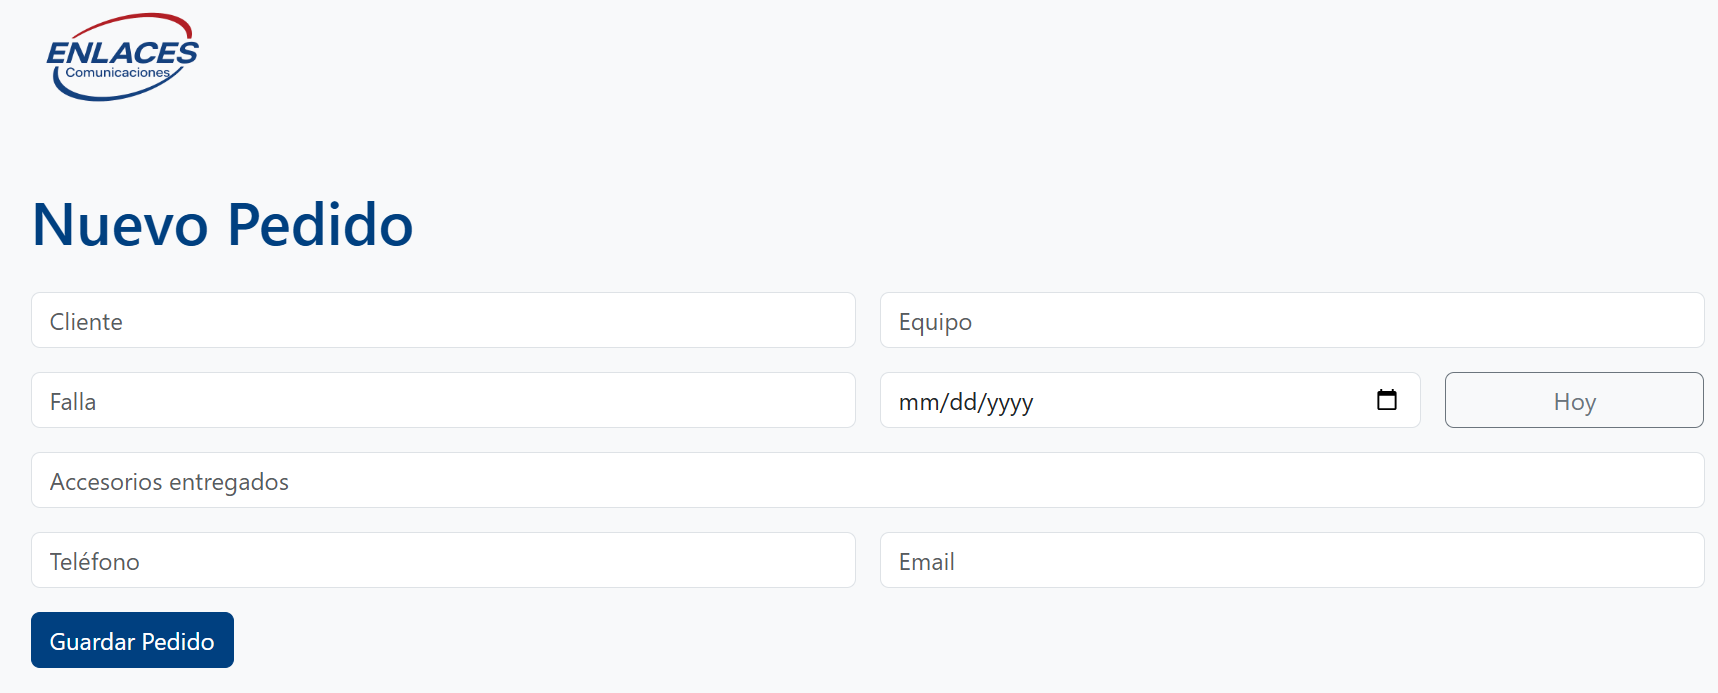 ENLACES
Comunicaciones
Nuevo Pedido
Cliente
Equipo
Falla
mm/dd/yyyy
Hoy
Accesorios entregados
Teléfono
Email
Guardar Pedido